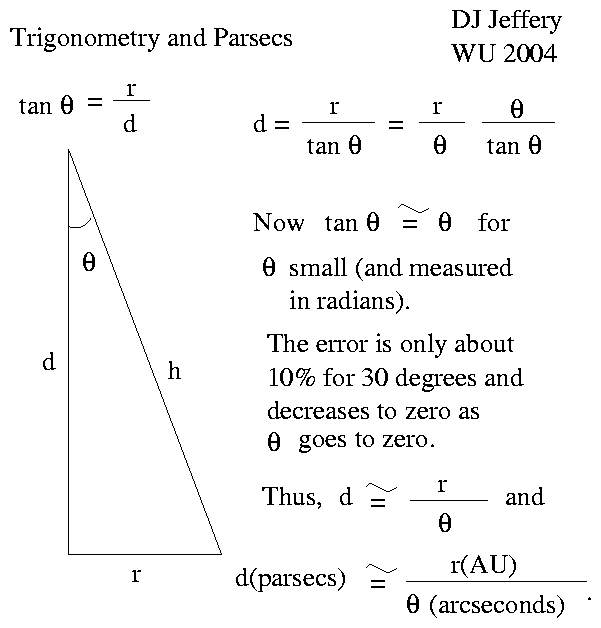 Trigonometry and Parsecs
DJ Jeffery
WU 2004
tan θ = r / d
d = r / tan θ = r / θ θ / tan θ
Now tan θ ≅ θ for
θ small (and measured
in radians).
The error is only about
10% for 30 degrees and
decreases to zero as
θ goes to zero.
Thus, d ≅ r / θ and
d(parsecs) ≅ r(AU) / θ (arcseconds) .
θ
d
h
r